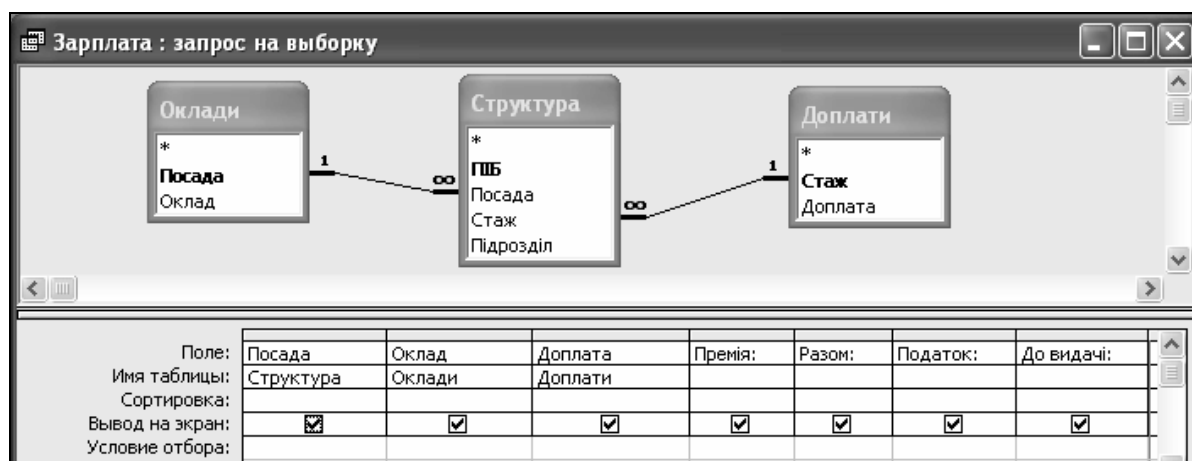 Зарплата : запрос на выборку
Оклади
*
Посада
Оклад
1
∞
Структура
*
ПІБ
Посада
Стаж
Підрозділ
∞
1
Доплати
*
Стаж
Доплата
Поле: Посада Оклад Доплата Премія: Разом: Податок: До видачі:
Имя таблицы: Структура Оклади Доплати
Сортировка:
Вывод на экран:
Условие отбора: